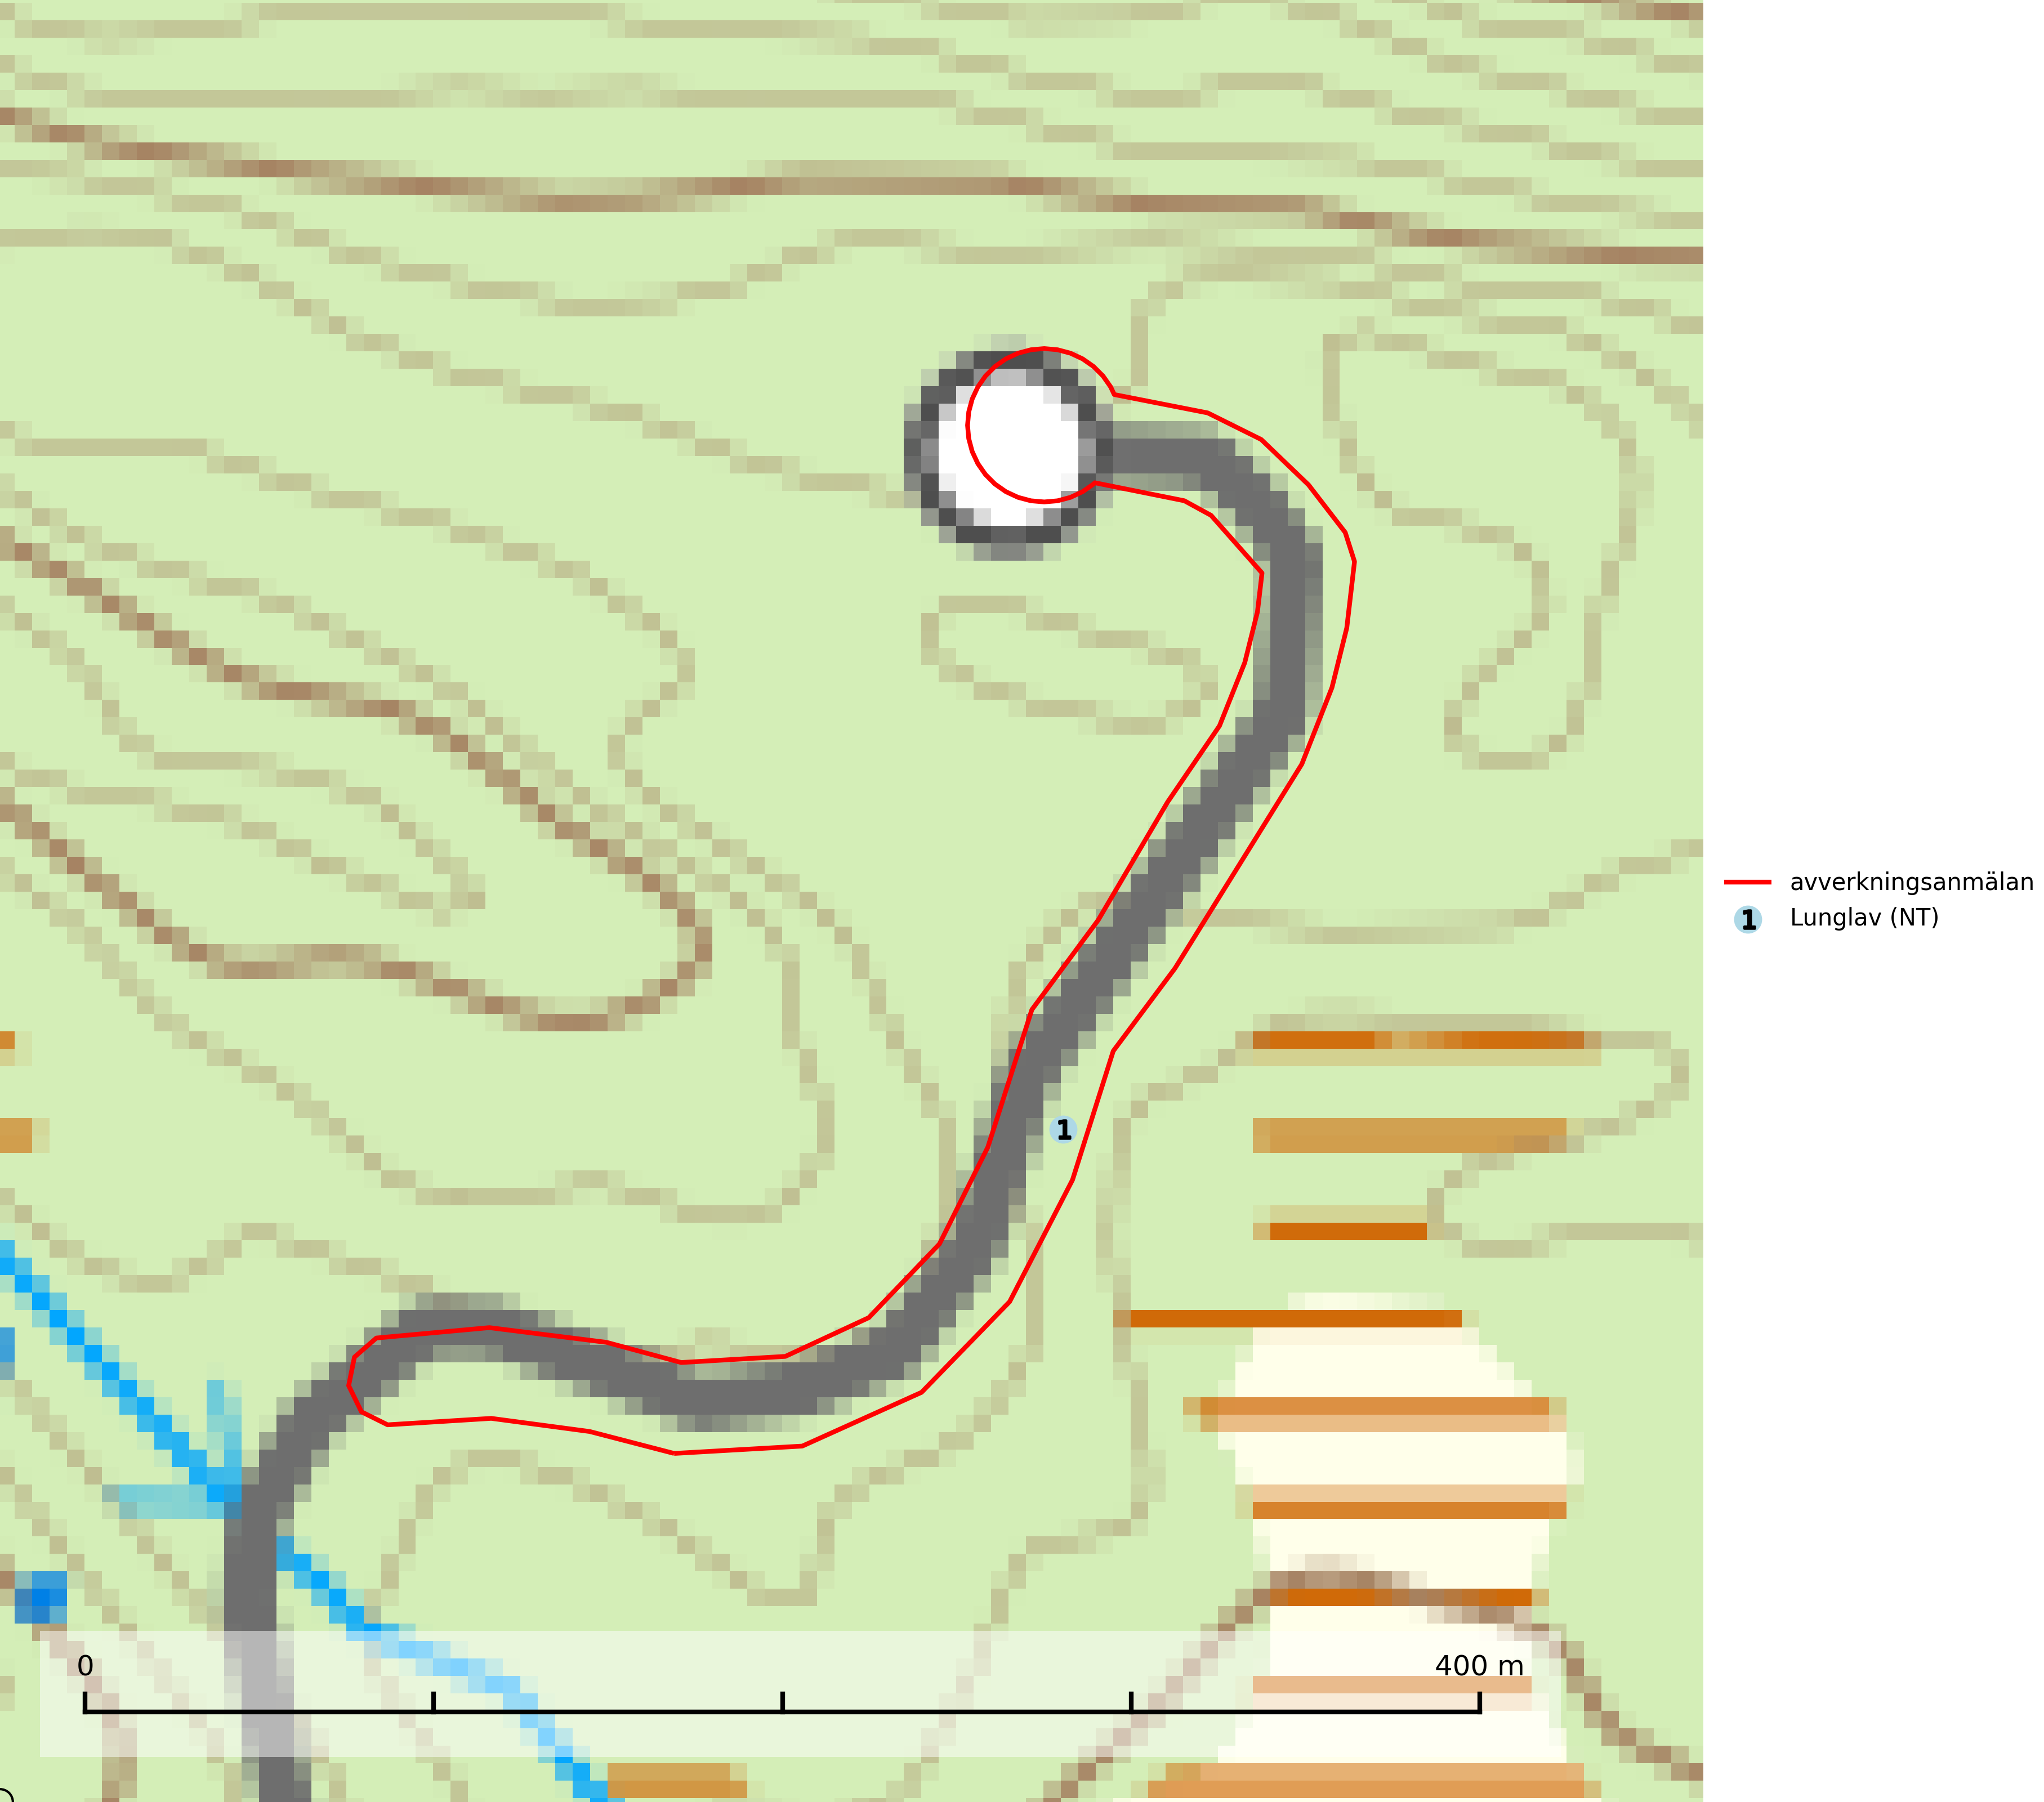 avverkningsanmälan
1 Lunglav (NT)
1
0 400 m